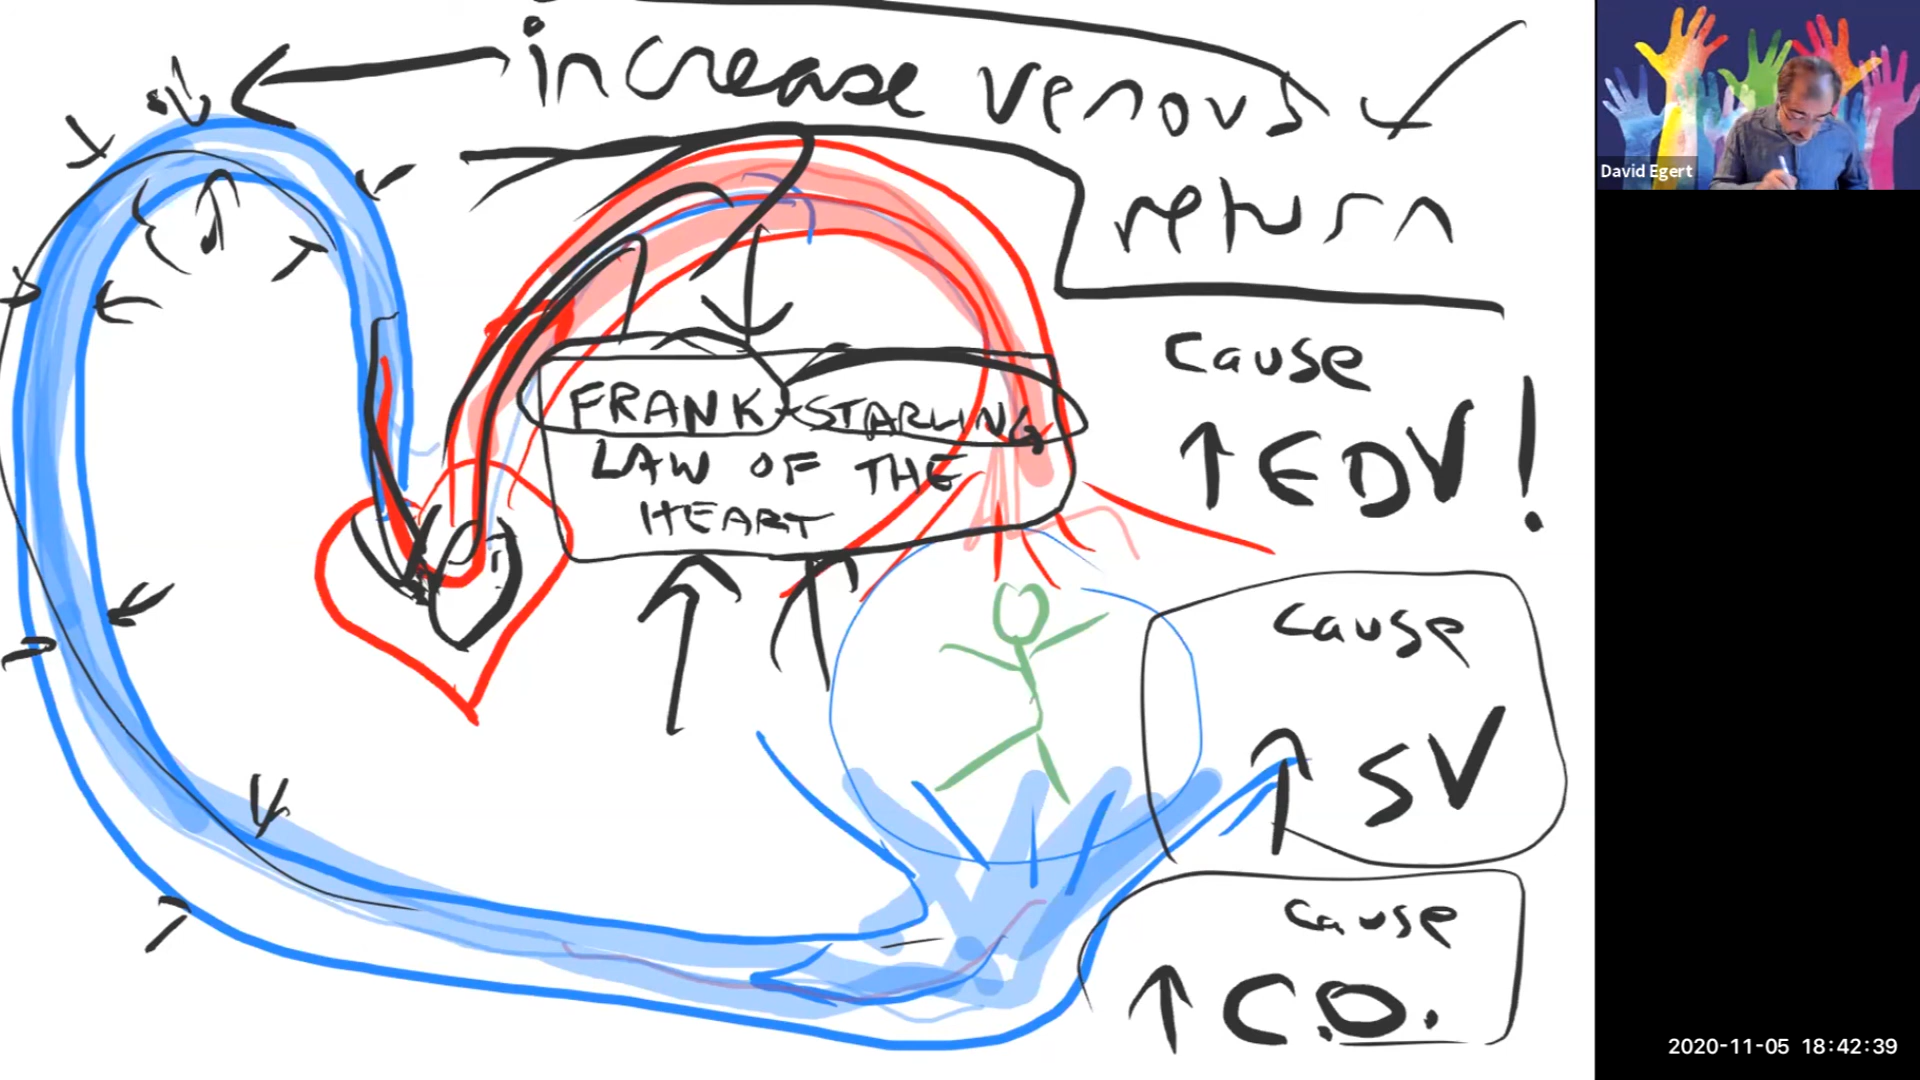 increase venous
return
David Egert
cause
↑ EDV!
FRANK-STARLING
LAW OF THE
HEART
cause
↑ SV
cause
↑ C.O.
2020-11-05 18:42:39